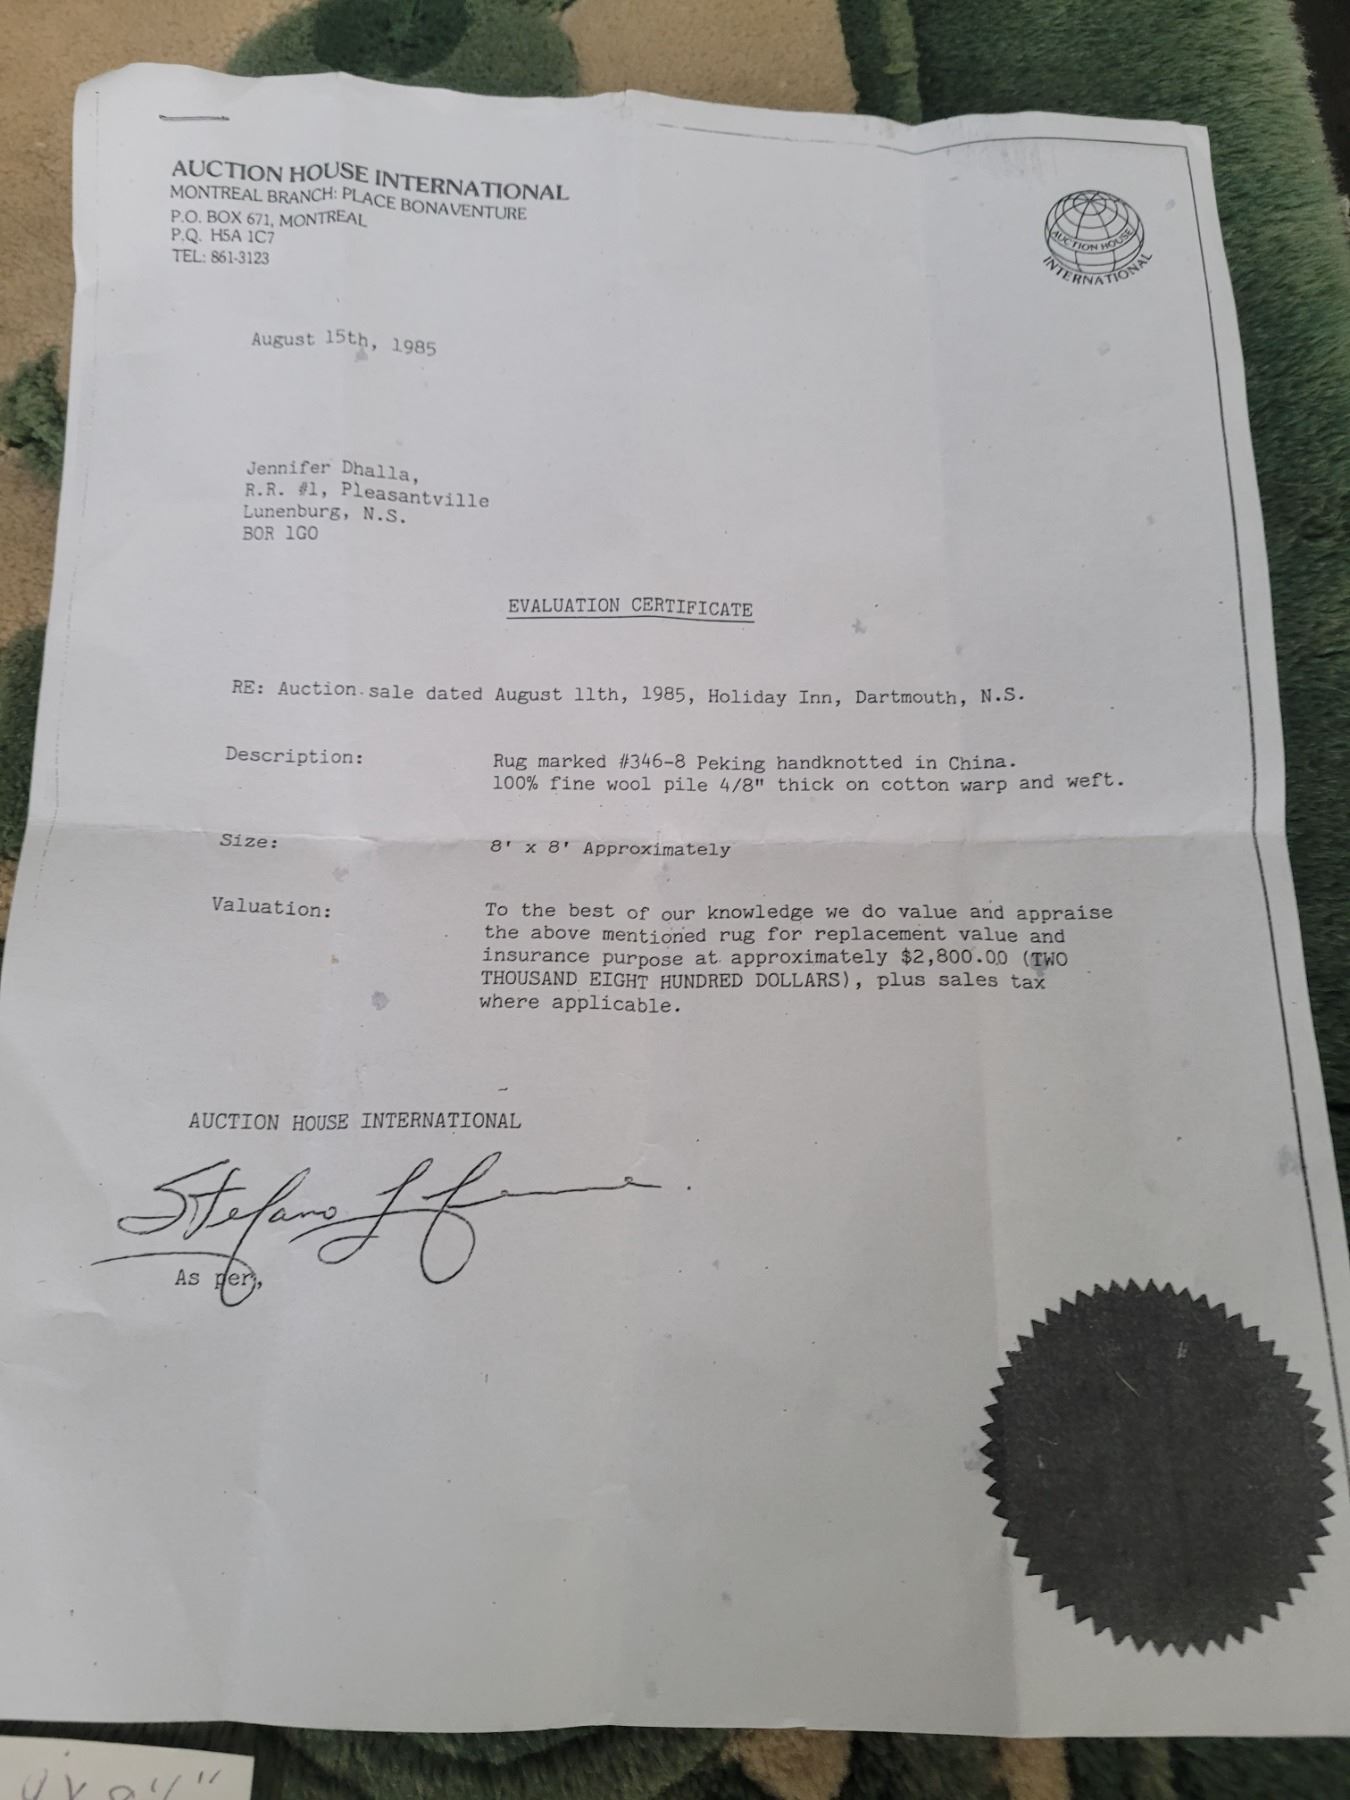 AUCTION HOUSE INTERNATIONAL
MONTREAL BRANCH: PLACE BONAVENTURE
P.O. BOX 671, MONTREAL
P.Q. H5A 1C7
TEL: 861-3123
AUCTION HOUSE
INTERNATIONAL
August 15th, 1985
Jennifer Dhalla,
R.R. #1, Pleasantville
Lunenburg, N.S.
BOR 1GO
EVALUATION CERTIFICATE
RE: Auction sale dated August 11th, 1985, Holiday Inn, Dartmouth, N.S.
Description: Rug marked #346-8 Peking handknotted in China.
100% fine wool pile 4/8" thick on cotton warp and weft.
Size: 8' x 8' Approximately
Valuation: To the best of our knowledge we do value and appraise
the above mentioned rug for replacement value and
insurance purpose at approximately $2,800.00 (TWO
THOUSAND EIGHT HUNDRED DOLLARS), plus sales tax
where applicable.
AUCTION HOUSE INTERNATIONAL
Stefano
As per,